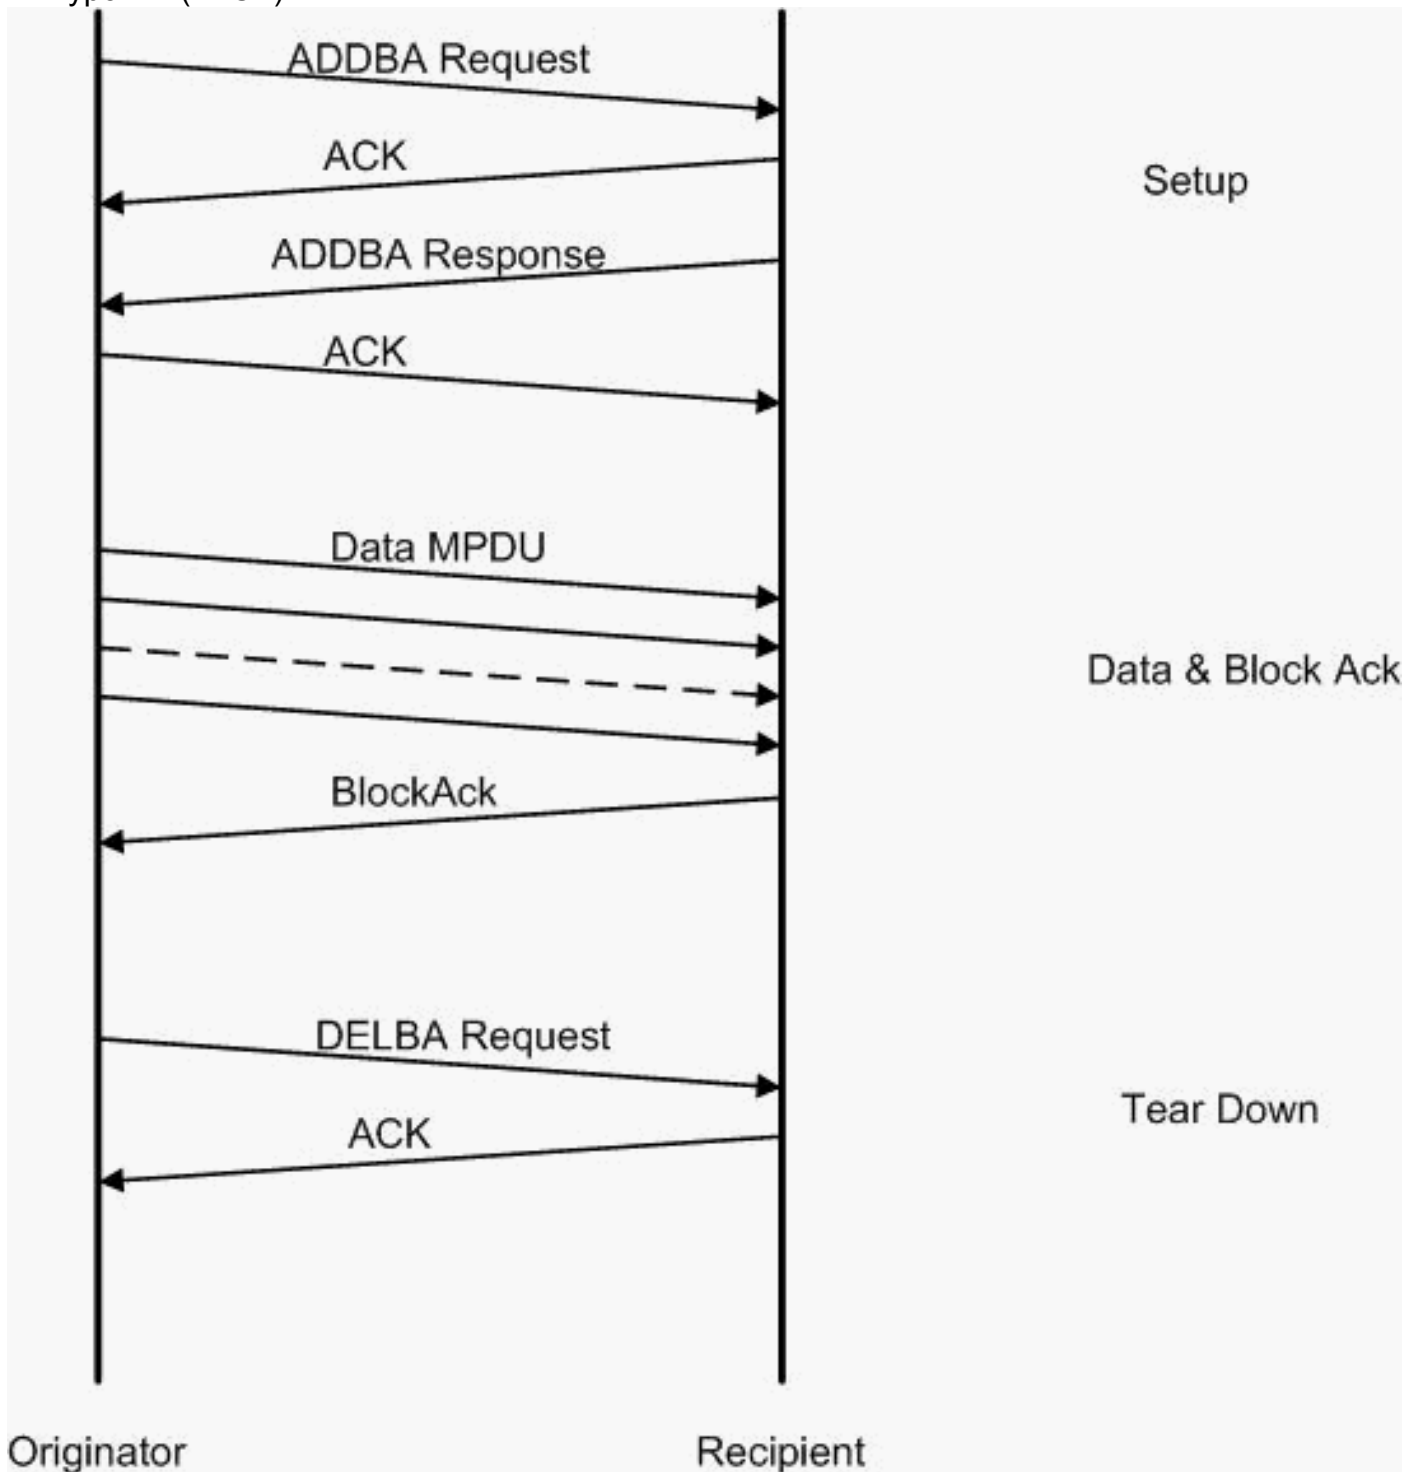 ADDBA Request
ACK
Setup
ADDBA Response
ACK
Data MPDU
Data & Block Ack
BlockAck
DELBA Request
Tear Down
ACK
Originator Recipient